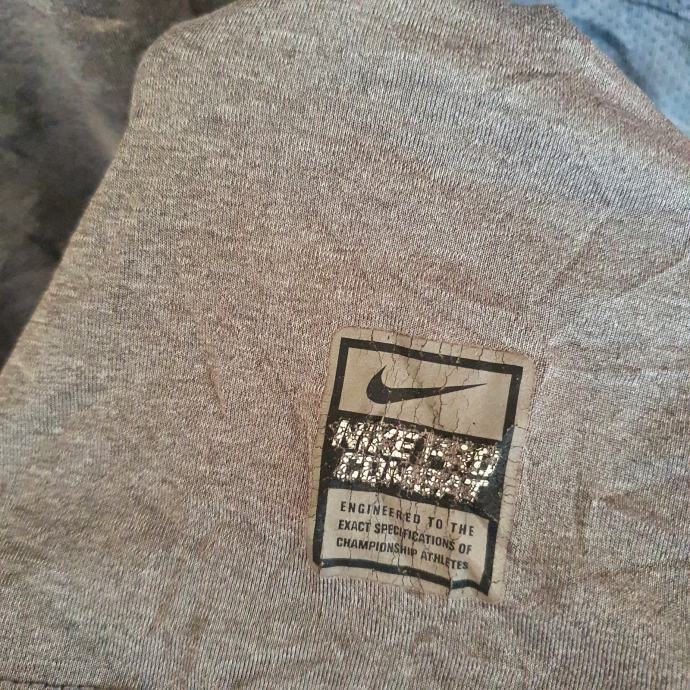 NIKE PRO
COMBAT
ENGINEERED TO THE
EXACT SPECIFICATIONS OF
CHAMPIONSHIP ATHLETES